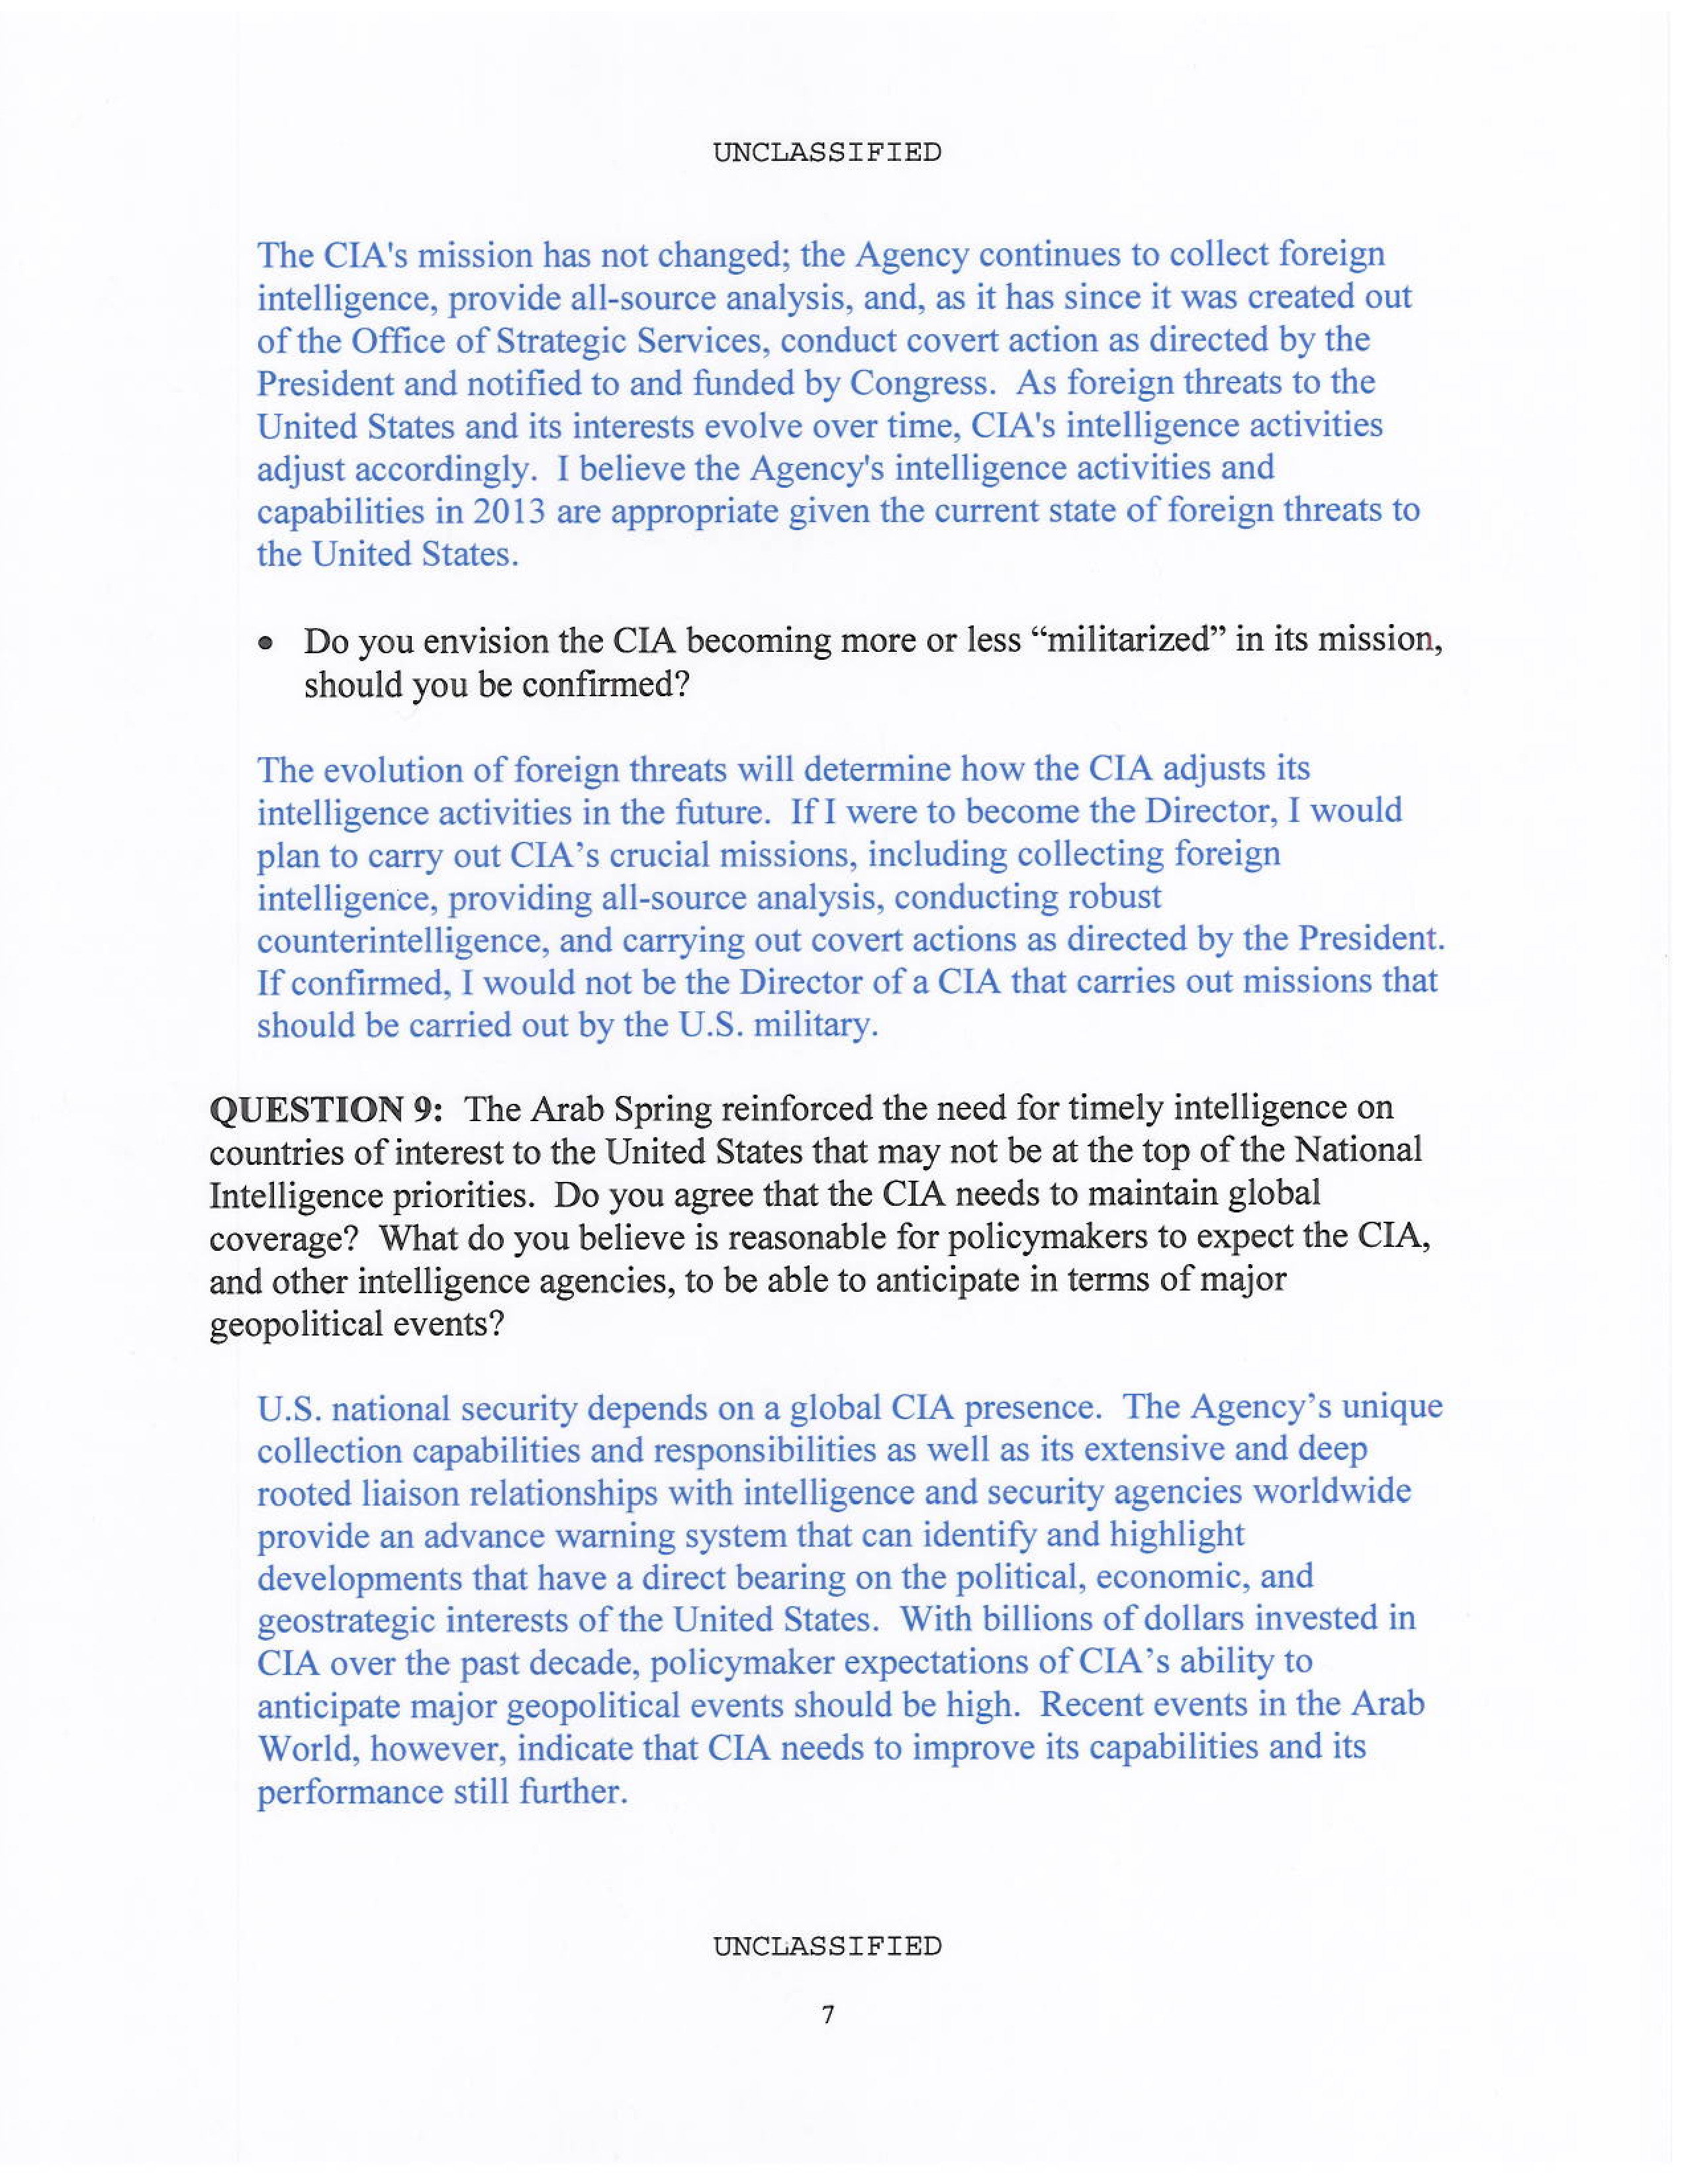 UNCLASSIFIED
The CIA's mission has not changed; the Agency continues to collect foreign
intelligence, provide all-source analysis, and, as it has since it was created out
of the Office of Strategic Services, conduct covert action as directed by the
President and notified to and funded by Congress.  As foreign threats to the
United States and its interests evolve over time, CIA's intelligence activities
adjust accordingly.  I believe the Agency's intelligence activities and
capabilities in 2013 are appropriate given the current state of foreign threats to
the United States.
• Do you envision the CIA becoming more or less “militarized” in its mission,
should you be confirmed?
The evolution of foreign threats will determine how the CIA adjusts its
intelligence activities in the future.  If I were to become the Director, I would
plan to carry out CIA’s crucial missions, including collecting foreign
intelligence, providing all-source analysis, conducting robust
counterintelligence, and carrying out covert actions as directed by the President.
If confirmed, I would not be the Director of a CIA that carries out missions that
should be carried out by the U.S. military.
QUESTION 9:  The Arab Spring reinforced the need for timely intelligence on
countries of interest to the United States that may not be at the top of the National
Intelligence priorities.  Do you agree that the CIA needs to maintain global
coverage?  What do you believe is reasonable for policymakers to expect the CIA,
and other intelligence agencies, to be able to anticipate in terms of major
geopolitical events?
U.S. national security depends on a global CIA presence.  The Agency’s unique
collection capabilities and responsibilities as well as its extensive and deep
rooted liaison relationships with intelligence and security agencies worldwide
provide an advance warning system that can identify and highlight
developments that have a direct bearing on the political, economic, and
geostrategic interests of the United States.  With billions of dollars invested in
CIA over the past decade, policymaker expectations of CIA’s ability to
anticipate major geopolitical events should be high.  Recent events in the Arab
World, however, indicate that CIA needs to improve its capabilities and its
performance still further.
UNCLASSIFIED
7